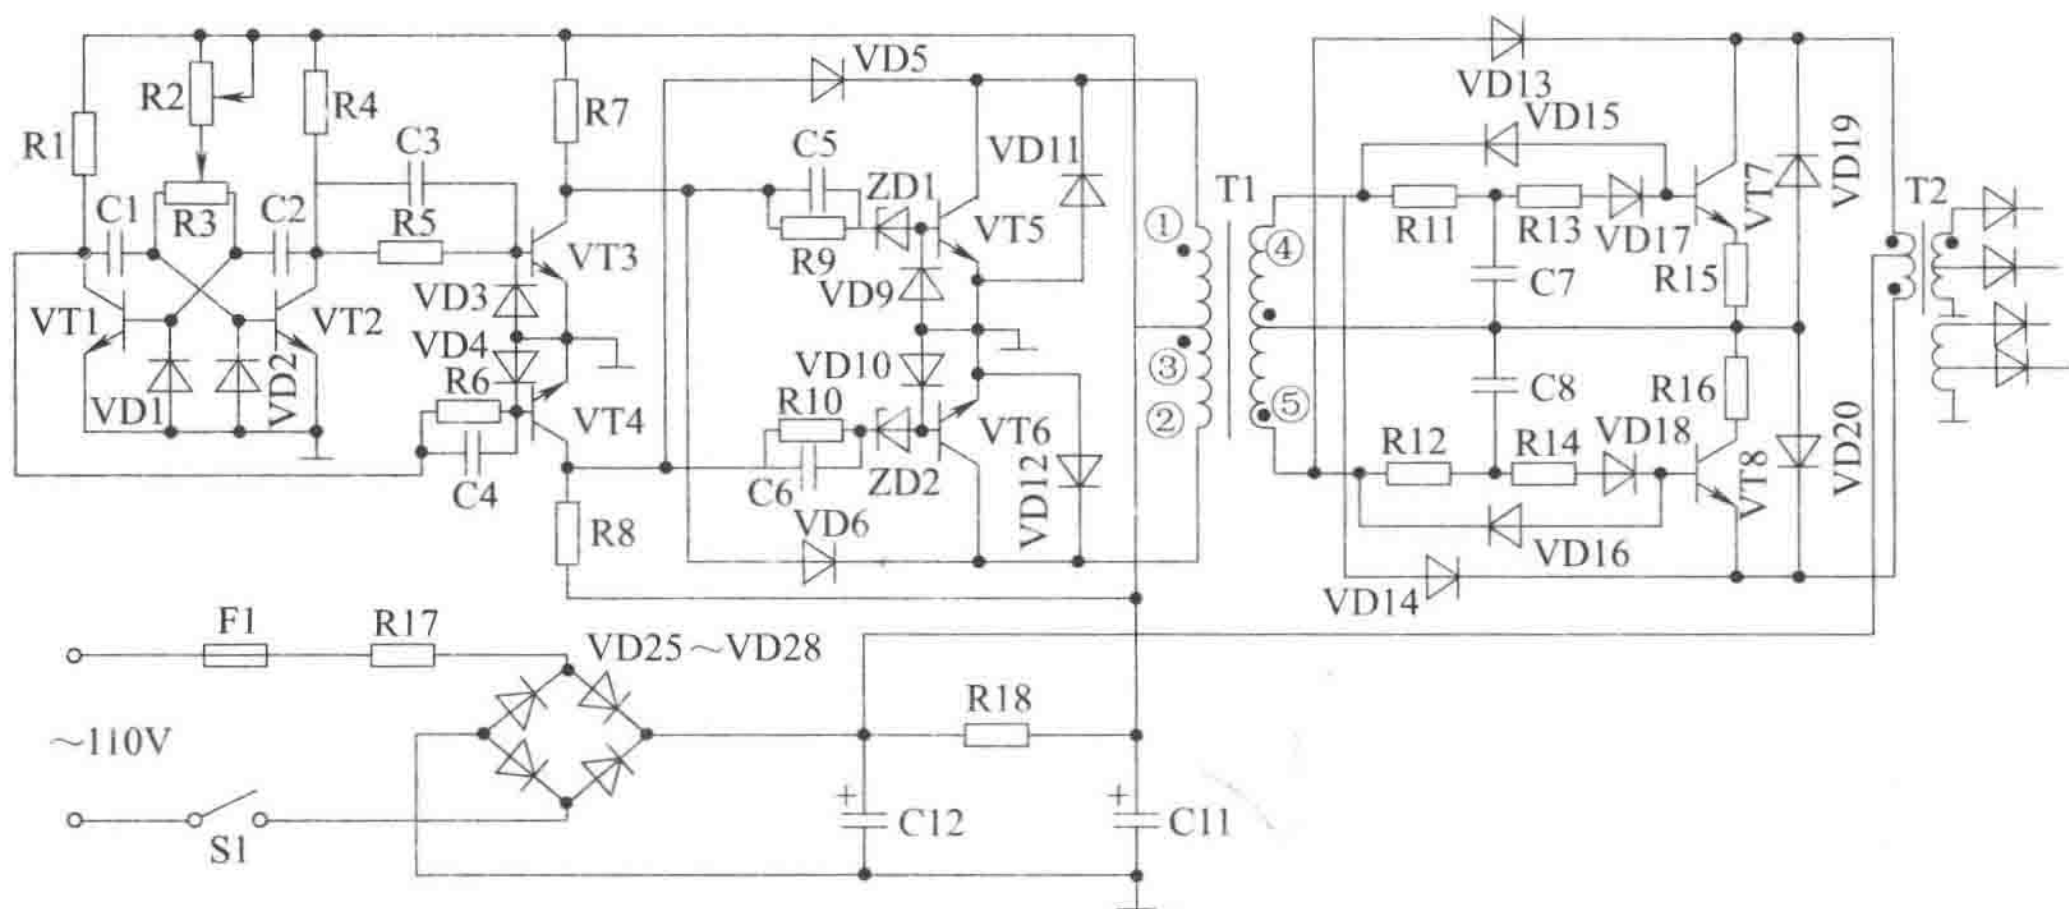 R1
R2
R3
R4
C1
C2
C3
R5
VT1
VT2
VD1
VD2
VT3
VD3
VD4
R6
C4
VT4
R7
R8
VD5
C5
R9
ZD1
VT5
VD9
VD11
VD10
R10
C6
ZD2
VT6
VD12
VD6
①
③
②
T1
④
⑤
VD13
VD15
R11
R13
VD17
VT7
VD19
C7
R15
C8
R16
R12
R14
VD18
VT8
VD20
VD16
VD14
T2
F1
R17
VD25～VD28
～110V
S1
R18
C12
C11
+
+